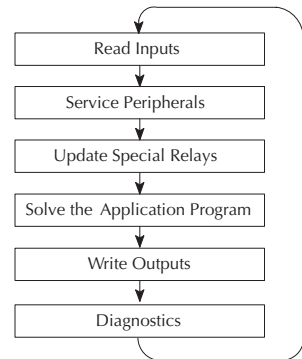 Read Inputs
Service Peripherals
Update Special Relays
Solve the Application Program
Write Outputs
Diagnostics